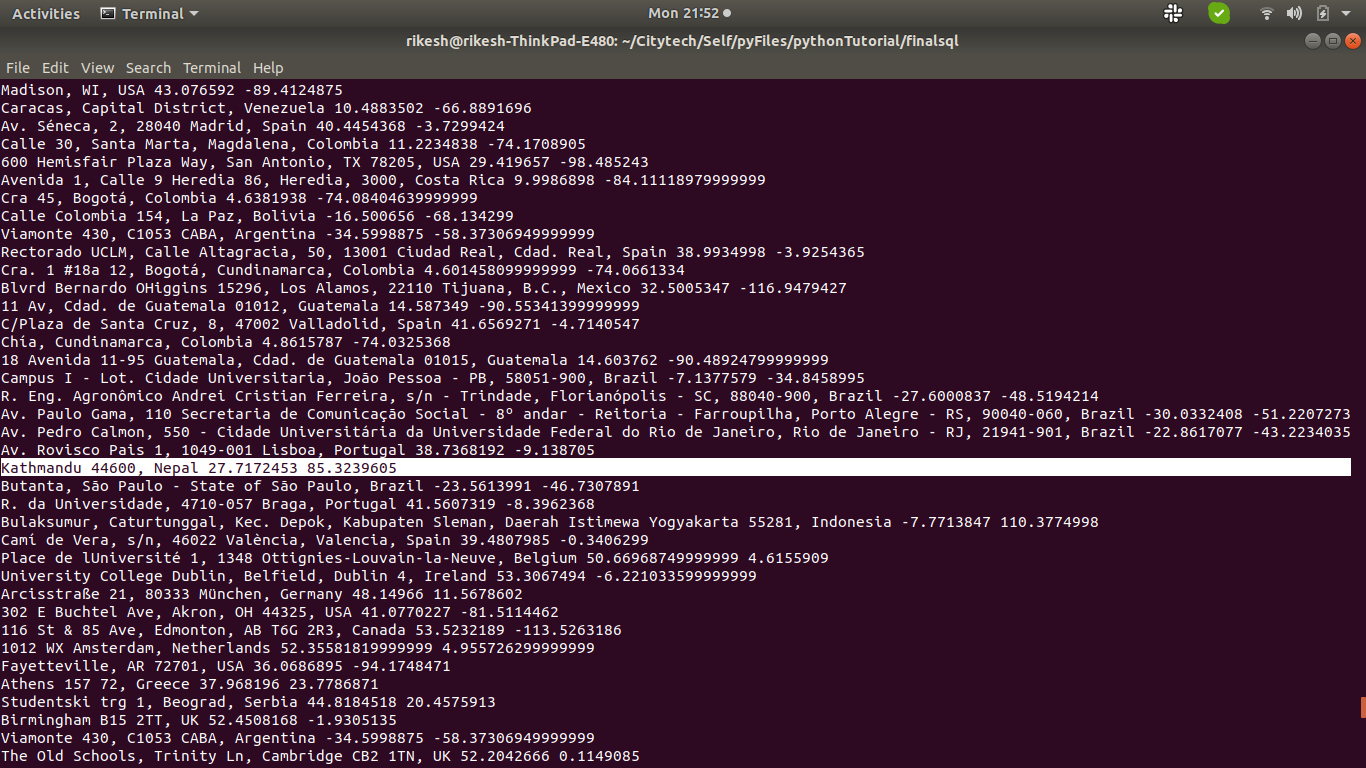 Activities Terminal Mon 21:52
rikesh@rikesh-ThinkPad-E480: ~/Citytech/Self/pyFiles/pythonTutorial/finalsql
File Edit View Search Terminal Help
Madison, WI, USA 43.076592 -89.4124875
Caracas, Capital District, Venezuela 10.4883502 -66.8891696
Av. Séneca, 2, 28040 Madrid, Spain 40.4454368 -3.7299424
Calle 30, Santa Marta, Magdalena, Colombia 11.2234838 -74.1708905
600 Hemisfair Plaza Way, San Antonio, TX 78205, USA 29.419657 -98.485243
Avenida 1, Calle 9 Heredia 86, Heredia, 3000, Costa Rica 9.9986898 -84.11118979999999
Cra 45, Bogotá, Colombia 4.6381938 -74.08404639999999
Calle Colombia 154, La Paz, Bolivia -16.500656 -68.134299
Viamonte 430, C1053 CABA, Argentina -34.5998875 -58.37306949999999
Rectorado UCLM, Calle Altagracia, 50, 13001 Ciudad Real, Cdad. Real, Spain 38.9934998 -3.9254365
Cra. 1 #18a 12, Bogotá, Cundinamarca, Colombia 4.601458099999999 -74.0661334
Blvrd Bernardo OHiggins 15296, Los Alamos, 22110 Tijuana, B.C., Mexico 32.5005347 -116.9479427
11 Av, Cdad. de Guatemala 01012, Guatemala 14.587349 -90.55341399999999
C/Plaza de Santa Cruz, 8, 47002 Valladolid, Spain 41.6569271 -4.7140547
Chía, Cundinamarca, Colombia 4.8615787 -74.0325368
18 Avenida 11-95 Guatemala, Cdad. de Guatemala 01015, Guatemala 14.603762 -90.48924799999999
Campus I - Lot. Cidade Universitaria, João Pessoa - PB, 58051-900, Brazil -7.1377579 -34.8458995
R. Eng. Agronômico Andrei Cristian Ferreira, s/n - Trindade, Florianópolis - SC, 88040-900, Brazil -27.6000837 -48.5194214
Av. Paulo Gama, 110 Secretaria de Comunicação Social - 8º andar - Reitoria - Farroupilha, Porto Alegre - RS, 90040-060, Brazil -30.0332408 -51.2207273
Av. Pedro Calmon, 550 - Cidade Universitária da Universidade Federal do Rio de Janeiro, Rio de Janeiro - RJ, 21941-901, Brazil -22.8617077 -43.2234035
Av. Rovisco Pais 1, 1049-001 Lisboa, Portugal 38.7368192 -9.138705
Kathmandu 44600, Nepal 27.7172453 85.3239605
Butanta, São Paulo - State of São Paulo, Brazil -23.5613991 -46.7307891
R. da Universidade, 4710-057 Braga, Portugal 41.5607319 -8.3962368
Bulaksumur, Caturtunggal, Kec. Depok, Kabupaten Sleman, Daerah Istimewa Yogyakarta 55281, Indonesia -7.7713847 110.3774998
Camí de Vera, s/n, 46022 València, Valencia, Spain 39.4807985 -0.3406299
Place de lUniversité 1, 1348 Ottignies-Louvain-la-Neuve, Belgium 50.66968749999999 4.6155909
University College Dublin, Belfield, Dublin 4, Ireland 53.3067494 -6.221033599999999
Arcisstraße 21, 80333 München, Germany 48.14966 11.5678602
302 E Buchtel Ave, Akron, OH 44325, USA 41.0770227 -81.5114462
116 St & 85 Ave, Edmonton, AB T6G 2R3, Canada 53.5232189 -113.5263186
1012 WX Amsterdam, Netherlands 52.35581819999999 4.955726299999999
Fayetteville, AR 72701, USA 36.0686895 -94.1748471
Athens 157 72, Greece 37.968196 23.7786871
Studentski trg 1, Beograd, Serbia 44.8184518 20.4575913
Birmingham B15 2TT, UK 52.4508168 -1.9305135
Viamonte 430, C1053 CABA, Argentina -34.5998875 -58.37306949999999
The Old Schools, Trinity Ln, Cambridge CB2 1TN, UK 52.2042666 0.1149085